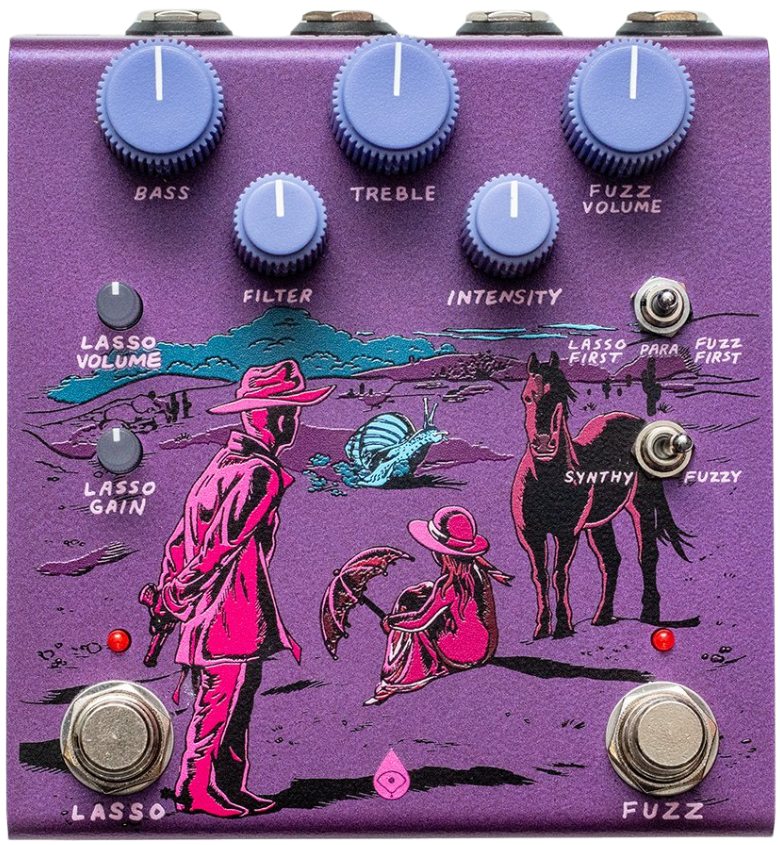 BASS
TREBLE
FUZZ
VOLUME
FILTER
INTENSITY
LASSO
VOLUME
LASSO
FIRST
PARA
FUZZ
FIRST
LASSO
GAIN
SYNTHY
FUZZY
LASSO
FUZZ